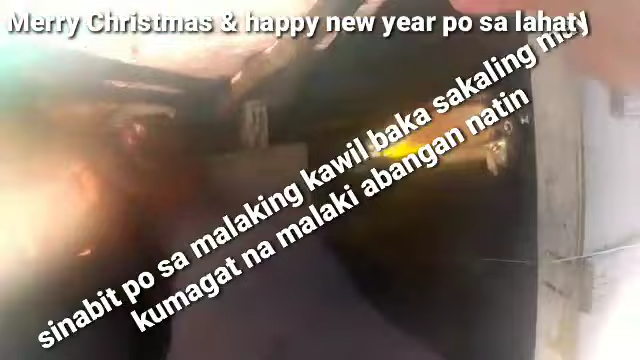 Merry Christmas & happy new year po sa lahat
sinabit po sa malaking kawil baka sakaling may
kumagat na malaki abangan natin